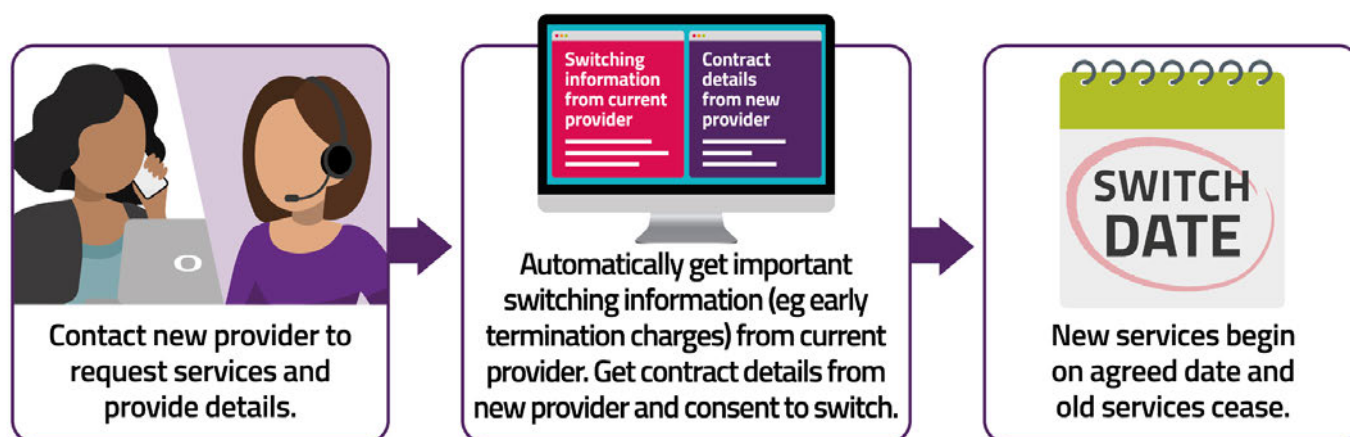 Contact new provider to
request services and
provide details.
Switching
information
from current
provider
Contract
details
from new
provider
Automatically get important
switching information (eg early
termination charges) from current
provider. Get contract details from
new provider and consent to switch.
SWITCH
DATE
New services begin
on agreed date and
old services cease.